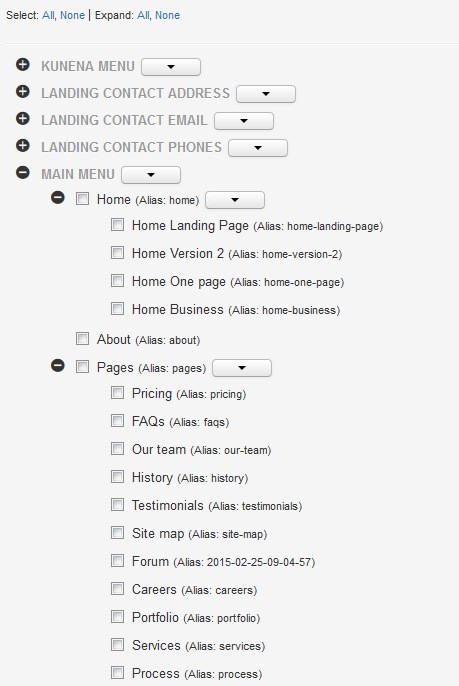 Select: All, None | Expand: All, None
KUNENA MENU
LANDING CONTACT ADDRESS
LANDING CONTACT EMAIL
LANDING CONTACT PHONES
MAIN MENU
Home (Alias: home)
Home Landing Page (Alias: home-landing-page)
Home Version 2 (Alias: home-version-2)
Home One page (Alias: home-one-page)
Home Business (Alias: home-business)
About (Alias: about)
Pages (Alias: pages)
Pricing (Alias: pricing)
FAQs (Alias: faqs)
Our team (Alias: our-team)
History (Alias: history)
Testimonials (Alias: testimonials)
Site map (Alias: site-map)
Forum (Alias: 2015-02-25-09-04-57)
Careers (Alias: careers)
Portfolio (Alias: portfolio)
Services (Alias: services)
Process (Alias: process)